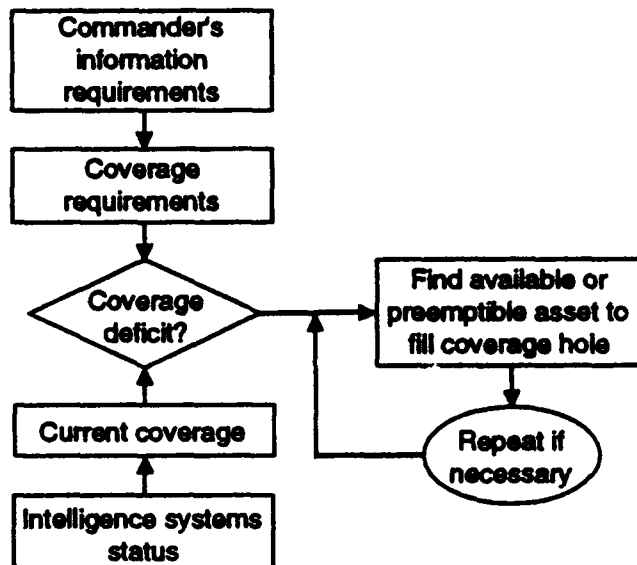 Commander's
information
requirements
Coverage
requirements
Coverage
deficit?
Find available or
preemptible asset to
fill coverage hole
Current coverage
Repeat if
necessary
Intelligence systems
status